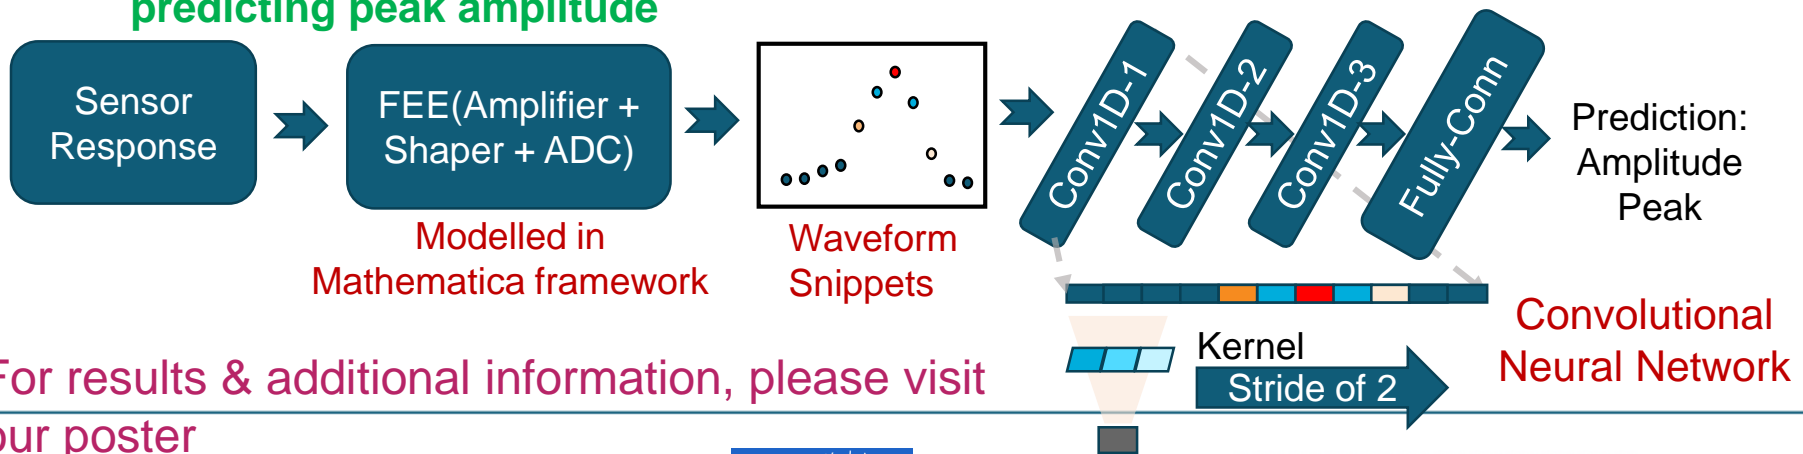 predicting peak amplitude
Sensor
Response
FEE(Amplifier +
Shaper + ADC)
Modelled in
Mathematica framework
Waveform
Snippets
Conv1D-1
Conv1D-2
Conv1D-3
Fully-Conn
Prediction:
Amplitude
Peak
Kernel
Stride of 2
Convolutional
Neural Network
For results & additional information, please visit
our poster